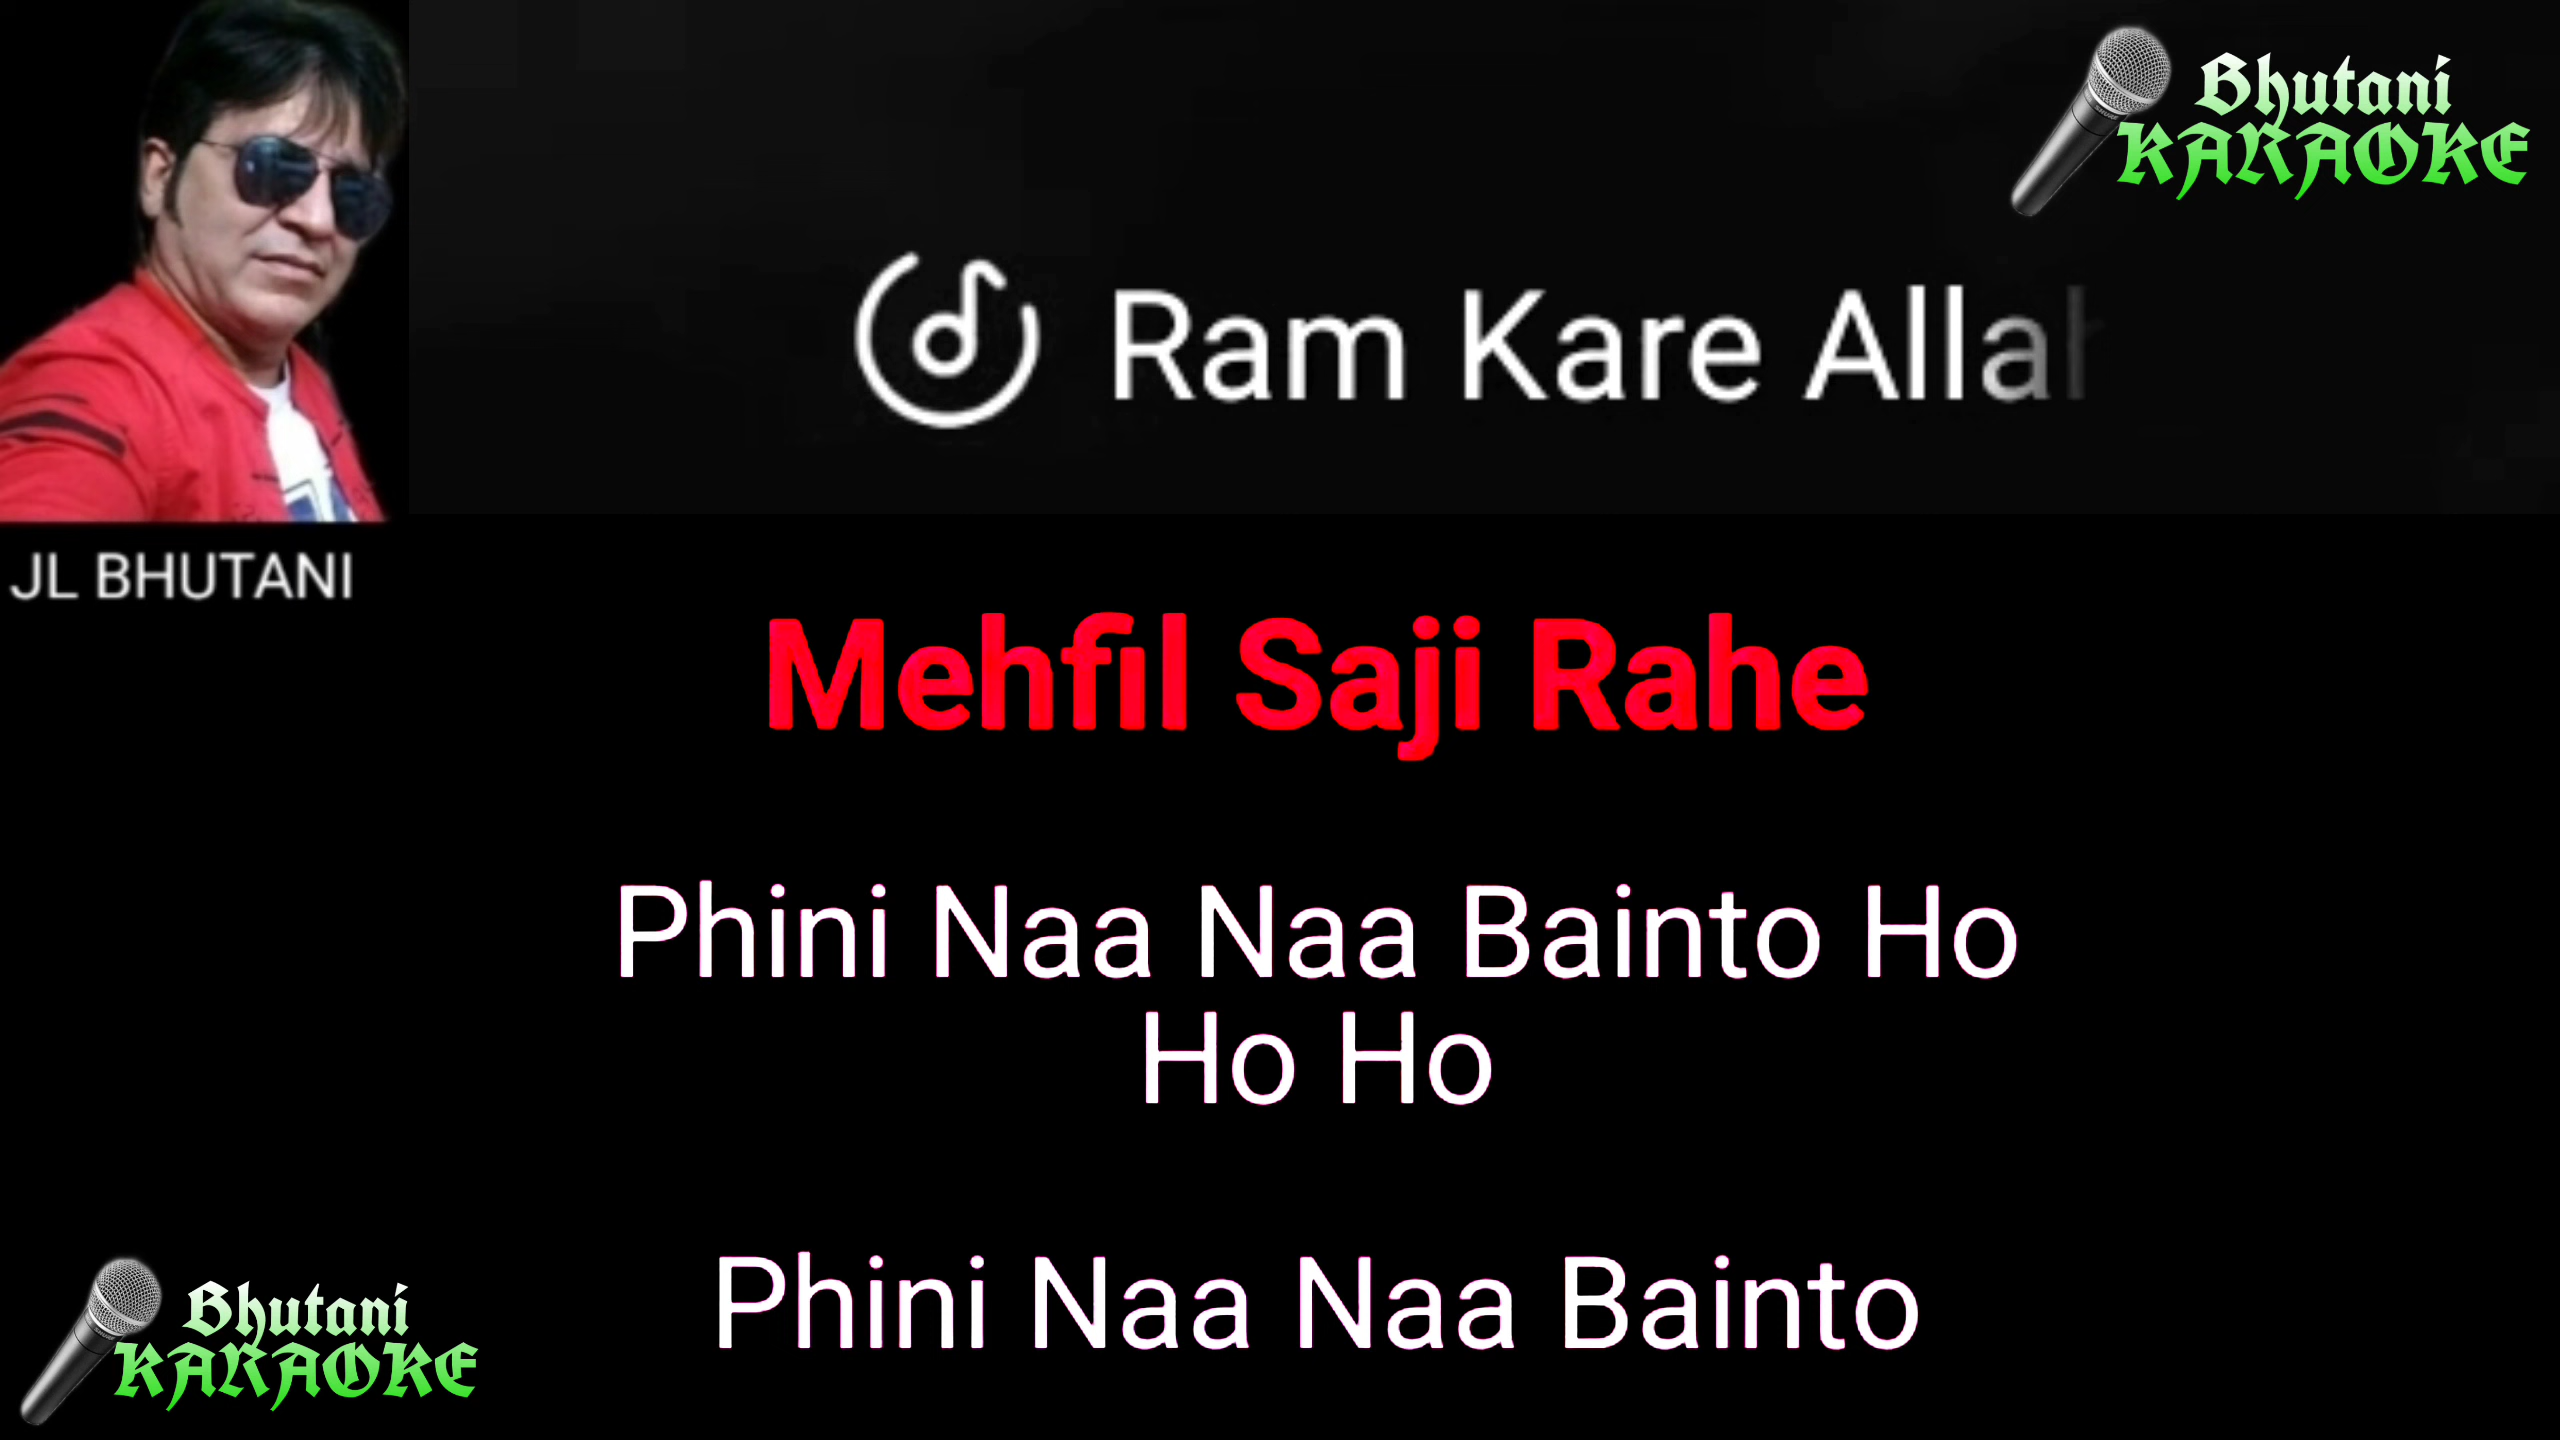 Bhutani
KARAOKE
Ram Kare Allah
JL BHUTANI
Mehfil Saji Rahe
Phini Naa Naa Bainto Ho
Ho Ho
Phini Naa Naa Bainto
Bhutani
KARAOKE